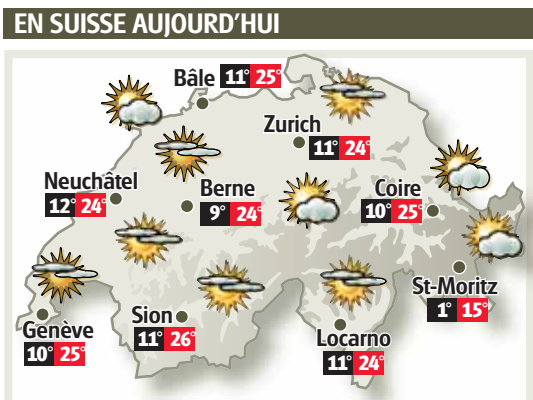 EN SUISSE AUJOURD'HUI
Bâle 11° 25°
Zurich
11° 24°
Neuchâtel
12° 24°
Berne
9° 24°
Coire
10° 25°
St-Moritz
1° 15°
Genève
10° 25°
Sion
11° 26°
Locarno
11° 24°